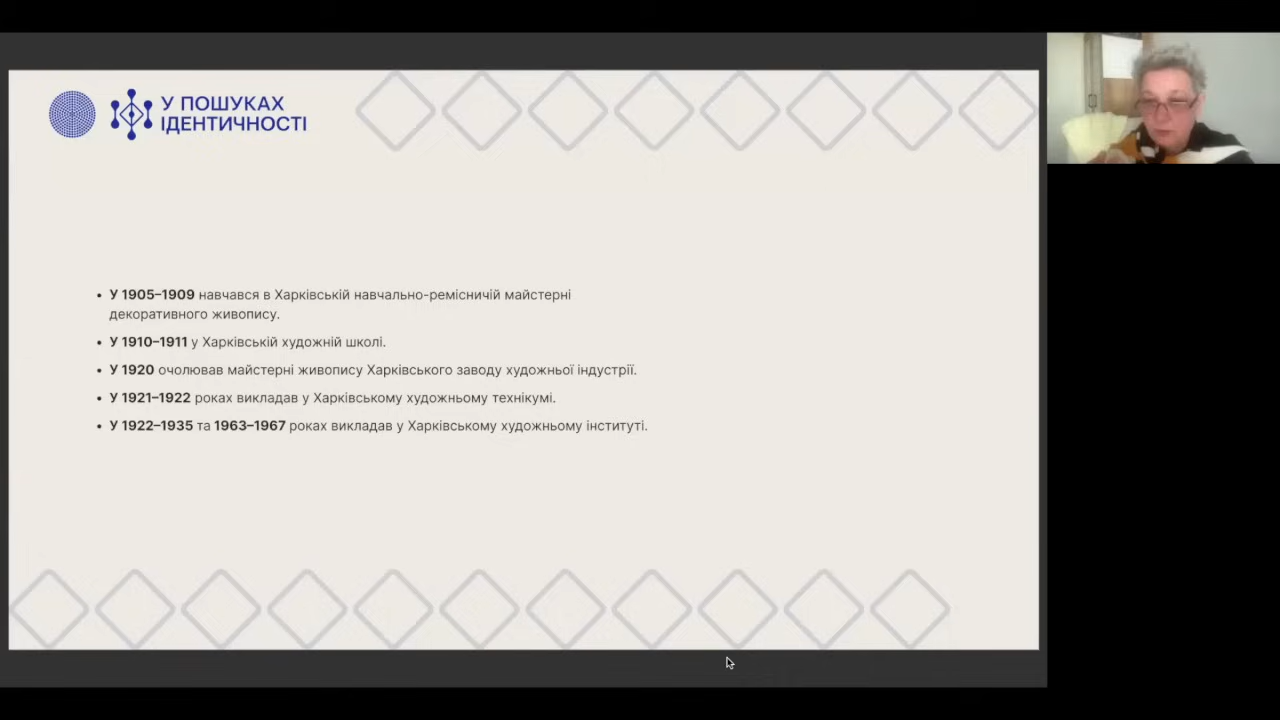 У ПОШУКАХ
ІДЕНТИЧНОСТІ
• У 1905–1909 навчався в Харківській навчально-ремісничій майстерні
декоративного живопису.
• У 1910–1911 у Харківській художній школі.
• У 1920 очолював майстерні живопису Харківського заводу художньої індустрії.
• У 1921–1922 роках викладав у Харківському художньому технікумі.
• У 1922–1935 та 1963–1967 роках викладав у Харківському художньому інституті.